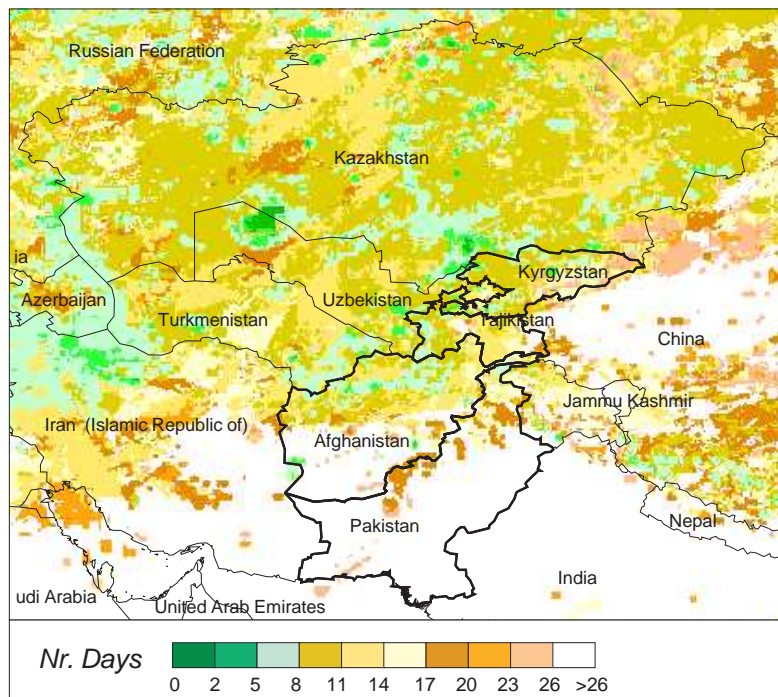 Russian Federation
Kazakhstan
ia
Kyrgyzstan
Azerbaijan
Uzbekistan
Turkmenistan
Tajikistan
China
Jammu Kashmir
Iran (Islamic Republic of)
Afghanistan
Pakistan
Nepal
India
udi Arabia
United Arab Emirates
Nr. Days
0 2 5 8 11 14 17 20 23 26 >26